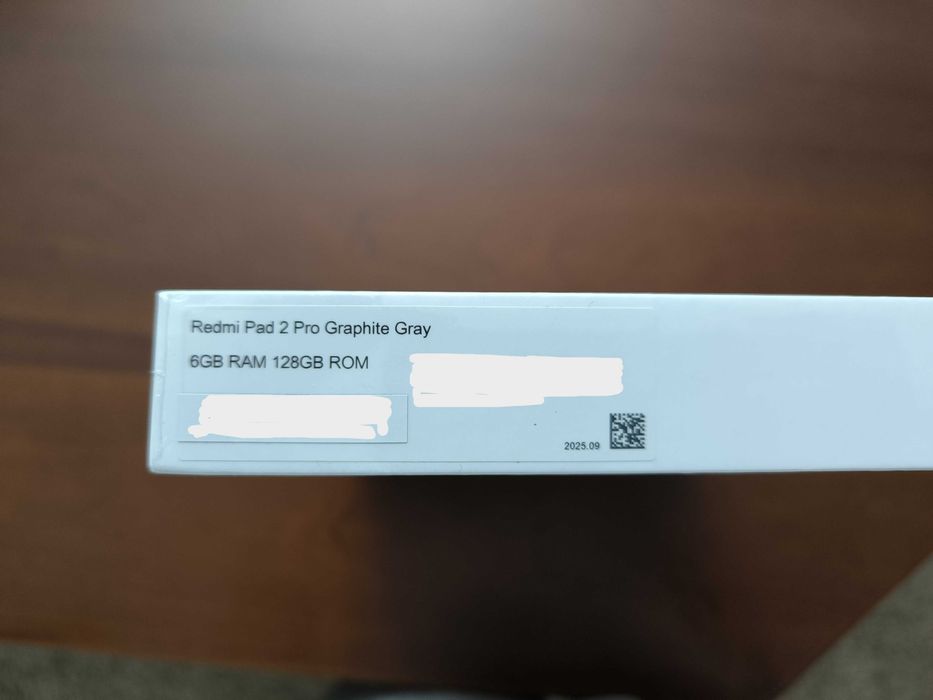 Redmi Pad 2 Pro Graphite Gray
6GB RAM 128GB ROM
2025.09